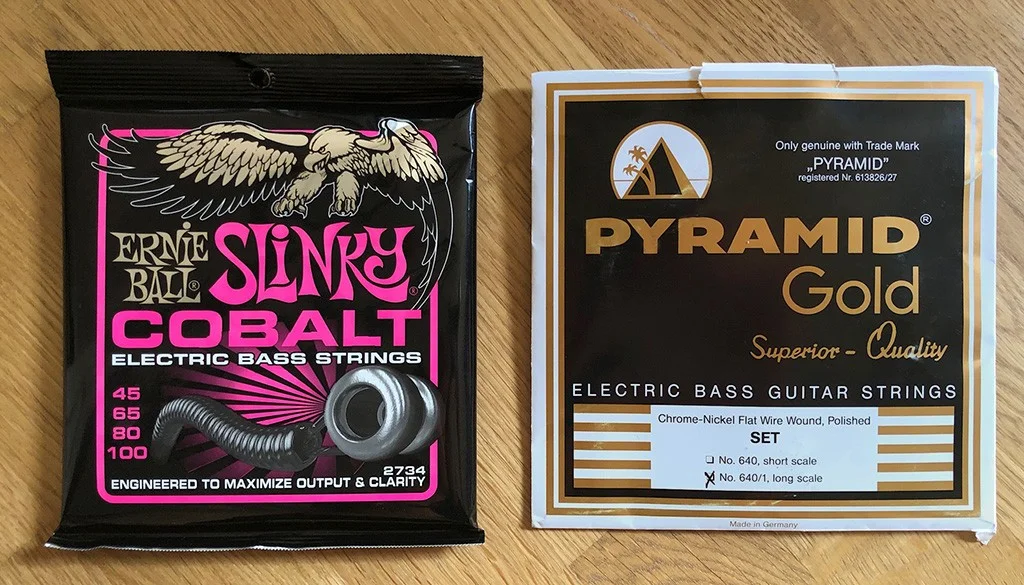 ERNIE
BALL®
SLINKY®
COBALT
ELECTRIC BASS STRINGS
45
65
80
100
2734
ENGINEERED TO MAXIMIZE OUTPUT & CLARITY
Only genuine with Trade Mark
„PYRAMID”
registered Nr. 613826/27
PYRAMID®
Gold
Superior - Quality
ELECTRIC BASS GUITAR STRINGS
Chrome-Nickel Flat Wire Wound, Polished
SET
No. 640, short scale
No. 640/1, long scale
Made in Germany